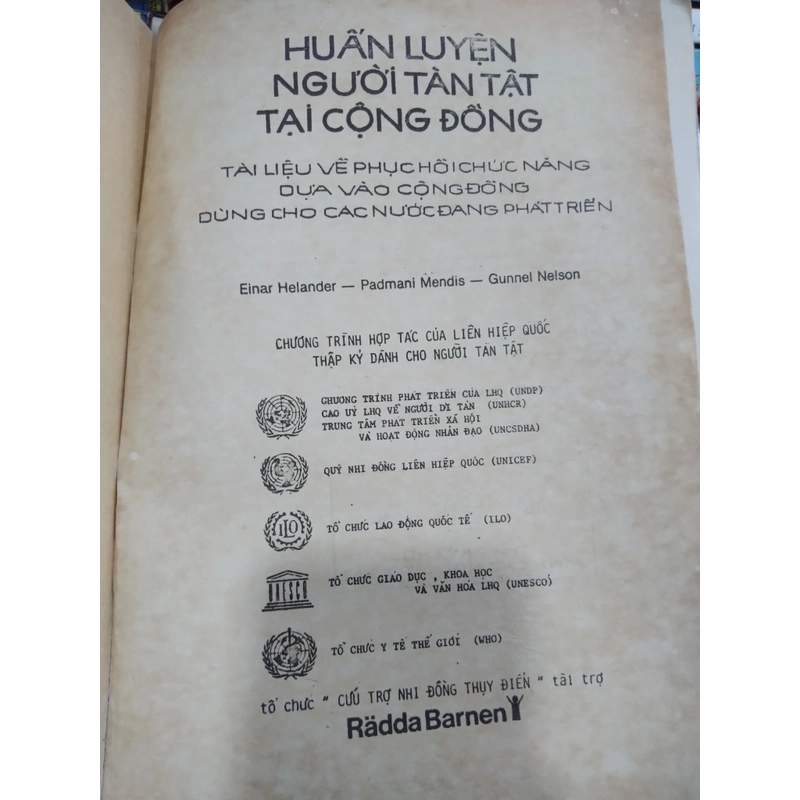 HUẤN LUYỆN
NGƯỜI TÀN TẬT
TẠI CỘNG ĐỒNG
TÀI LIỆU VỀ PHỤC HỒI CHỨC NĂNG
DỰA VÀO CỘNG ĐỒNG
DÙNG CHO CÁC NƯỚC ĐANG PHÁT TRIỂN
Einar Helander — Padmani Mendis — Gunnel Nelson
CHƯƠNG TRÌNH HỢP TÁC CỦA LIÊN HIỆP QUỐC
THẬP KỶ DÀNH CHO NGƯỜI TÀN TẬT
GHƯƠNG TRÌNH PHÁT TRIỂN CỦA LHQ (UNDP)
CAO UỶ LHQ VỀ NGƯỜI DI TẢN (UNHCR)
TRUNG TÂM PHÁT TRIỂN XÃ HỘI
VÀ HOẠT ĐỘNG NHÂN ĐẠO (UNCSDHA)
QUỸ NHI ĐỒNG LIÊN HIỆP QUỐC (UNICEF)
ILO
TỔ CHỨC LAO ĐỘNG QUỐC TẾ (ILO)
UNESCO
TỔ CHỨC GIÁO DỤC , KHOA HỌC
VÀ VĂN HOÁ LHQ (UNESCO)
TỔ CHỨC Y TẾ THẾ GIỚI (WHO)
tổ chức " CỨU TRỢ NHI ĐỒNG THỤY ĐIỂN " tài trợ
Rädda Barnen